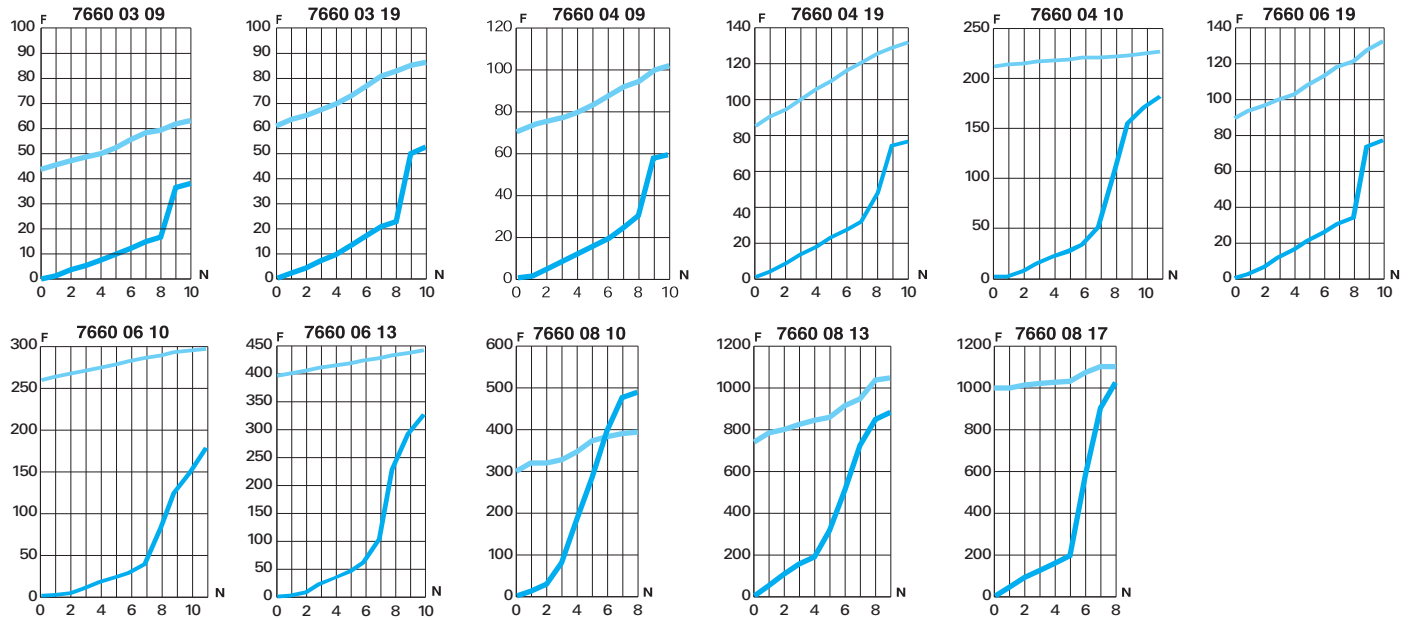 F 7660 03 09
100
90
80
70
60
50
40
30
20
10
0
0 2 4 6 8 10
N
F 7660 03 19
100
90
80
70
60
50
40
30
20
10
0
0 2 4 6 8 10
N
F 7660 04 09
120
100
80
60
40
20
0
0 2 4 6 8 10
N
F 7660 04 19
140
120
100
80
60
40
20
0
0 2 4 6 8 10
N
F 7660 04 10
250
200
150
100
50
0
0 2 4 6 8 10
N
F 7660 06 19
140
120
100
80
60
40
20
0
0 2 4 6 8 10
N
F 7660 06 10
300
250
200
150
100
50
0
0 2 4 6 8 10
N
F 7660 06 13
450
400
350
300
250
200
150
100
50
0
0 2 4 6 8 10
N
F 7660 08 10
600
500
400
300
200
100
0
0 2 4 6 8
N
F 7660 08 13
1200
1000
800
600
400
200
0
0 2 4 6 8
N
F 7660 08 17
1200
1000
800
600
400
200
0
0 2 4 6 8
N